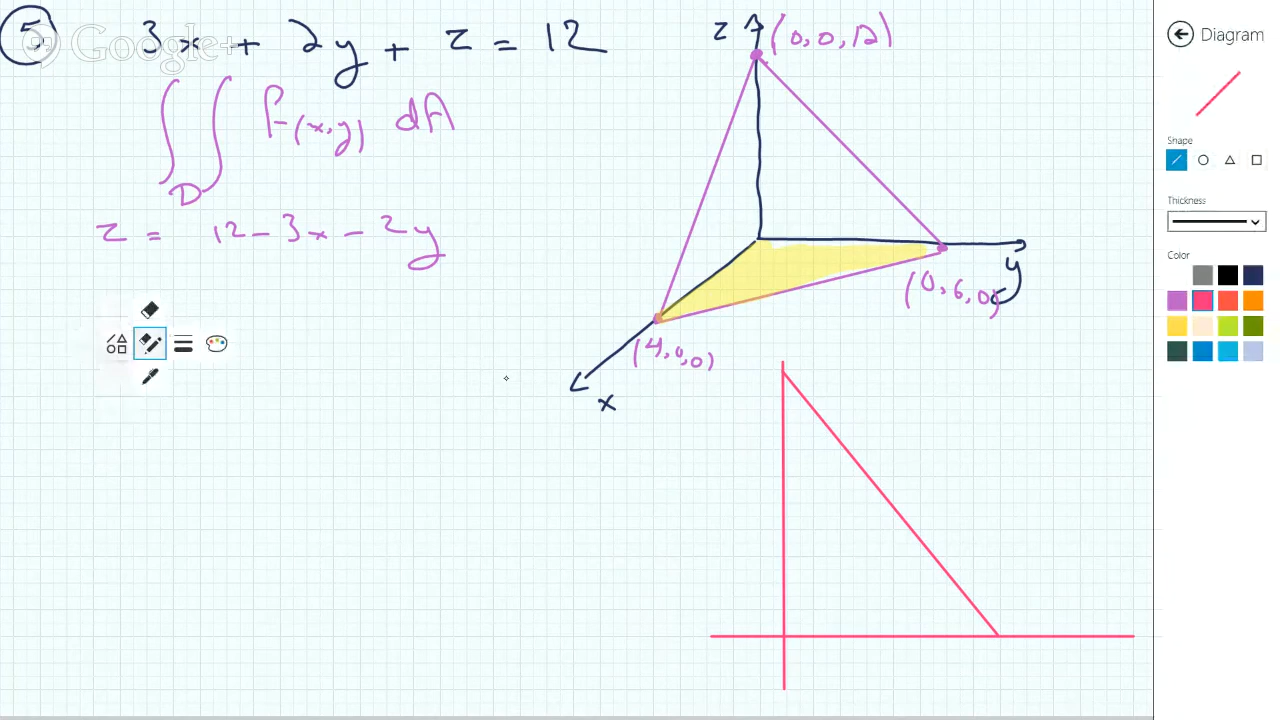 ⑤ 3x + 2y + z = 12
Google+
∫∫_D f(x,y) dA
z = 12 - 3x - 2y
z
(0,0,12)
(0,6,0)
y
(4,0,0)
x
Diagram
Shape
Thickness
Color